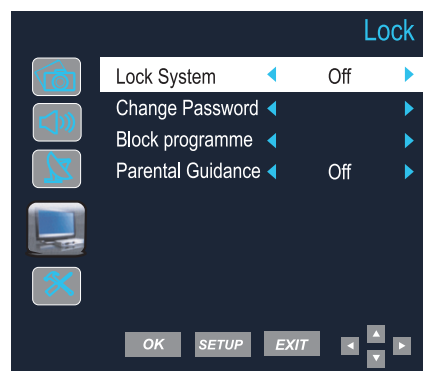 Lock
Lock System Off
Change Password
Block programme
Parental Guidance Off
OK SETUP EXIT